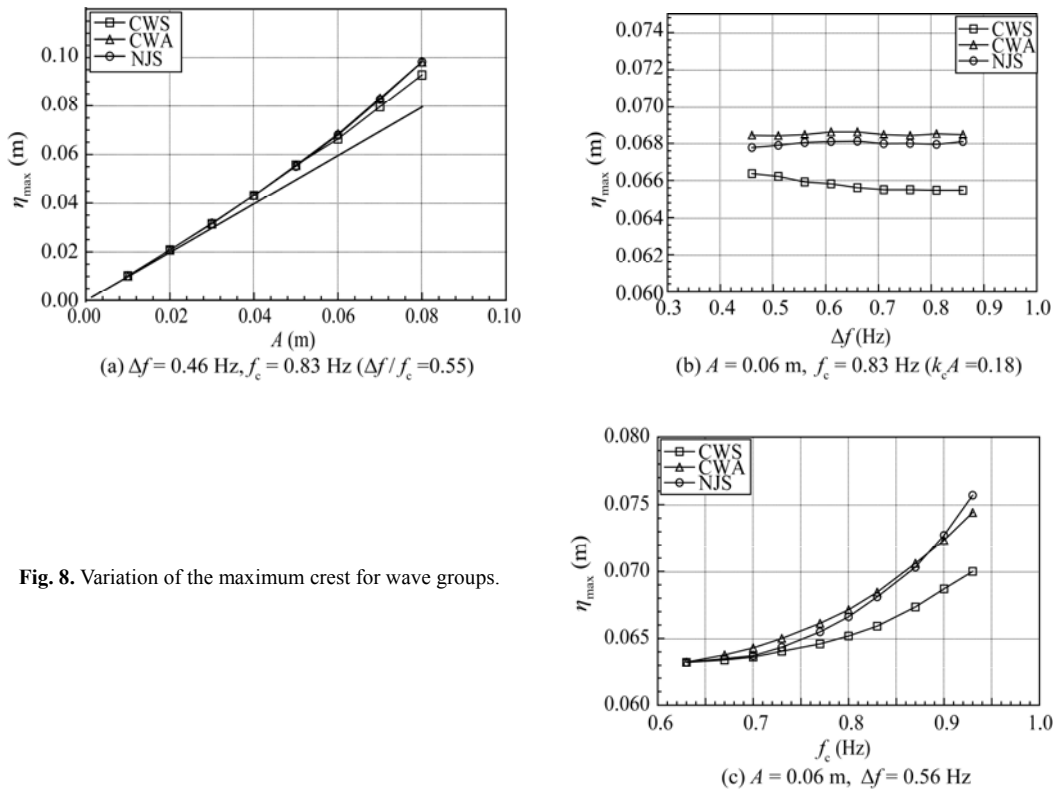 CWS
CWA
NJS
0.10
0.08
0.06
0.04
0.02
0.00
η_max (m)
0.00 0.02 0.04 0.06 0.08 0.10
A (m)
(a) Δf = 0.46 Hz, f_c = 0.83 Hz (Δf / f_c =0.55)
CWS
CWA
NJS
0.074
0.072
0.070
0.068
0.066
0.064
0.062
0.060
η_max (m)
0.3 0.4 0.5 0.6 0.7 0.8 0.9 1.0
Δf (Hz)
(b) A = 0.06 m, f_c = 0.83 Hz (k_cA =0.18)
CWS
CWA
NJS
0.080
0.075
0.070
0.065
0.060
η_max (m)
0.6 0.7 0.8 0.9 1.0
f_c (Hz)
(c) A = 0.06 m, Δf = 0.56 Hz
Fig. 8. Variation of the maximum crest for wave groups.